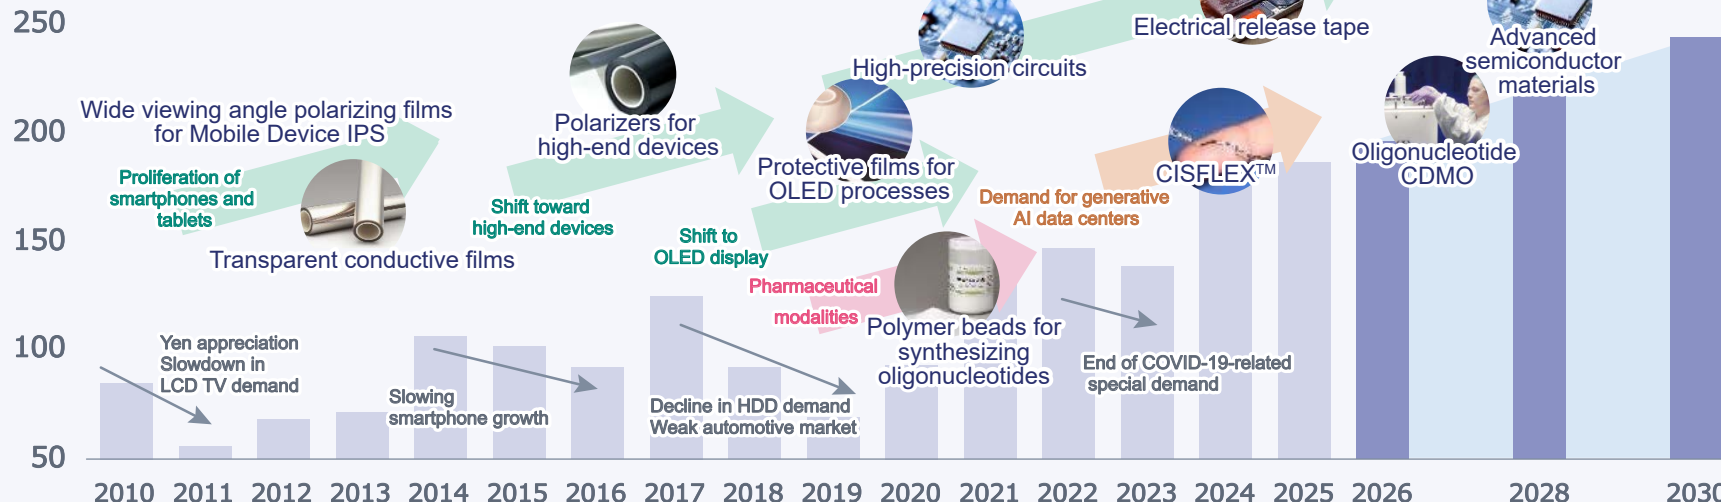 250
200
150
100
50
Wide viewing angle polarizing films
for Mobile Device IPS
Proliferation of
smartphones and
tablets
Transparent conductive films
Polarizers for
high-end devices
Shift toward
high-end devices
High-precision circuits
Protective films for
OLED processes
Shift to
OLED display
Electrical release tape
Demand for generative
AI data centers
CISFLEX™
Advanced
semiconductor
materials
Oligonucleotide
CDMO
Pharmaceutical
modalities
Polymer beads for
synthesizing
oligonucleotides
Yen appreciation
Slowdown in
LCD TV demand
Slowing
smartphone growth
Decline in HDD demand
Weak automotive market
End of COVID-19-related
special demand
2010 2011 2012 2013 2014 2015 2016 2017 2018 2019 2020 2021 2022 2023 2024 2025 2026 2028 2030